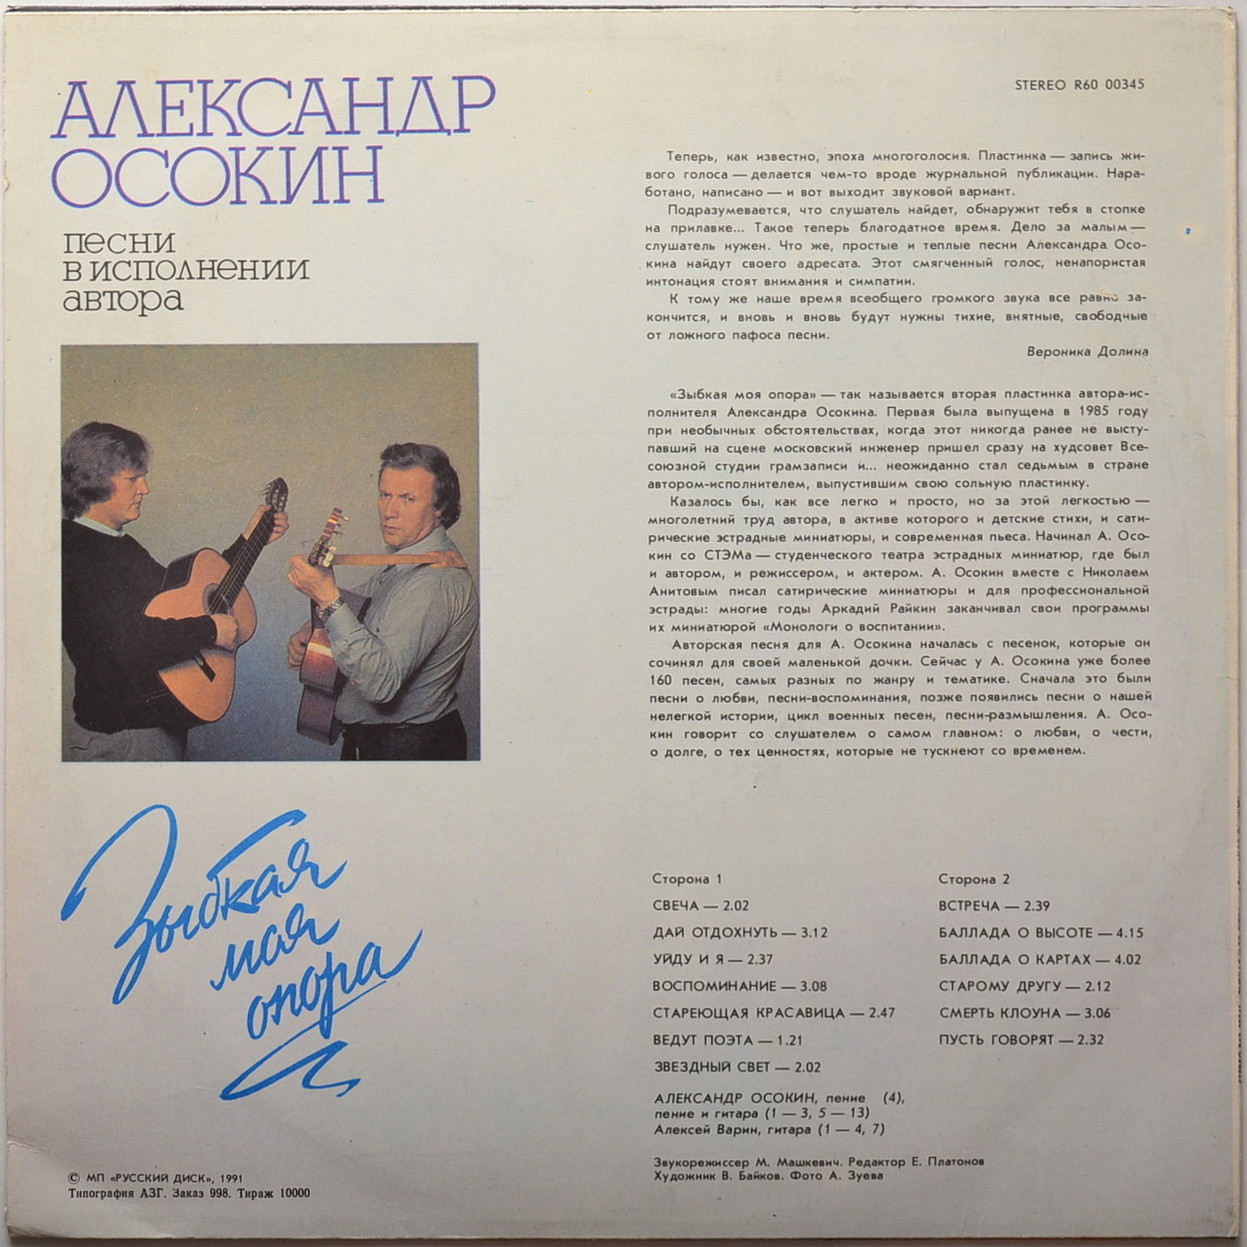 АЛЕКСАНДР
ОСОКИН
песни
в исполнении
автора
Зыбкая
моя
опора
© МП «РУССКИЙ ДИСК», 1991
Типография АЗГ. Заказ 998. Тираж 10000
STEREO R60 00345
Теперь, как известно, эпоха многоголосия. Пластинка — запись жи-
вого голоса — делается чем-то вроде журнальной публикации. Нара-
ботано, написано — и вот выходит звуковой вариант.
Подразумевается, что слушатель найдет, обнаружит тебя в стопке
на прилавке... Такое теперь благодатное время. Дело за малым —
слушатель нужен. Что же, простые и теплые песни Александра Осо-
кина найдут своего адресата. Этот смягченный голос, ненапористая
интонация стоят внимания и симпатии.
К тому же наше время всеобщего громкого звука все равно за-
кончится, и вновь и вновь будут нужны тихие, внятные, свободные
от ложного пафоса песни.
Вероника Долина
«Зыбкая моя опора» — так называется вторая пластинка автора-ис-
полнителя Александра Осокина. Первая была выпущена в 1985 году
при необычных обстоятельствах, когда этот никогда ранее не высту-
павший на сцене московский инженер пришел сразу на худсовет Все-
союзной студии грамзаписи и... неожиданно стал седьмым в стране
автором-исполнителем, выпустившим свою сольную пластинку.
Казалось бы, как все легко и просто, но за этой легкостью —
многолетний труд автора, в активе которого и детские стихи, и сати-
рические эстрадные миниатюры, и современная пьеса. Начинал А. Осо-
кин со СТЭМа — студенческого театра эстрадных миниатюр, где был
и автором, и режиссером, и актером. А. Осокин вместе с Николаем
Анитовым писал сатирические миниатюры и для профессиональной
эстрады: многие годы Аркадий Райкин заканчивал свои программы
их миниатюрой «Монологи о воспитании».
Авторская песня для А. Осокина началась с песенок, которые он
сочинял для своей маленькой дочки. Сейчас у А. Осокина уже более
160 песен, самых разных по жанру и тематике. Сначала это были
песни о любви, песни-воспоминания, позже появились песни о нашей
нелегкой истории, цикл военных песен, песни-размышления. А. Осо-
кин говорит со слушателем о самом главном: о любви, о чести,
о долге, о тех ценностях, которые не тускнеют со временем.
Сторона 1
СВЕЧА — 2.02
ДАЙ ОТДОХНУТЬ — 3.12
УЙДУ И Я — 2.37
ВОСПОМИНАНИЕ — 3.08
СТАРЕЮЩАЯ КРАСАВИЦА — 2.47
ВЕДУТ ПОЭТА — 1.21
ЗВЕЗДНЫЙ СВЕТ — 2.02
Сторона 2
ВСТРЕЧА — 2.39
БАЛЛАДА О ВЫСОТЕ — 4.15
БАЛЛАДА О КАРТАХ — 4.02
СТАРОМУ ДРУГУ — 2.12
СМЕРТЬ КЛОУНА — 3.06
ПУСТЬ ГОВОРЯТ — 2.32
АЛЕКСАНДР ОСОКИН, пение (4),
пение и гитара (1 — 3, 5 — 13)
Алексей Варин, гитара (1 — 4, 7)
Звукорежиссер М. Машкевич. Редактор Е. Платонов
Художник В. Байков. Фото А. Зуева